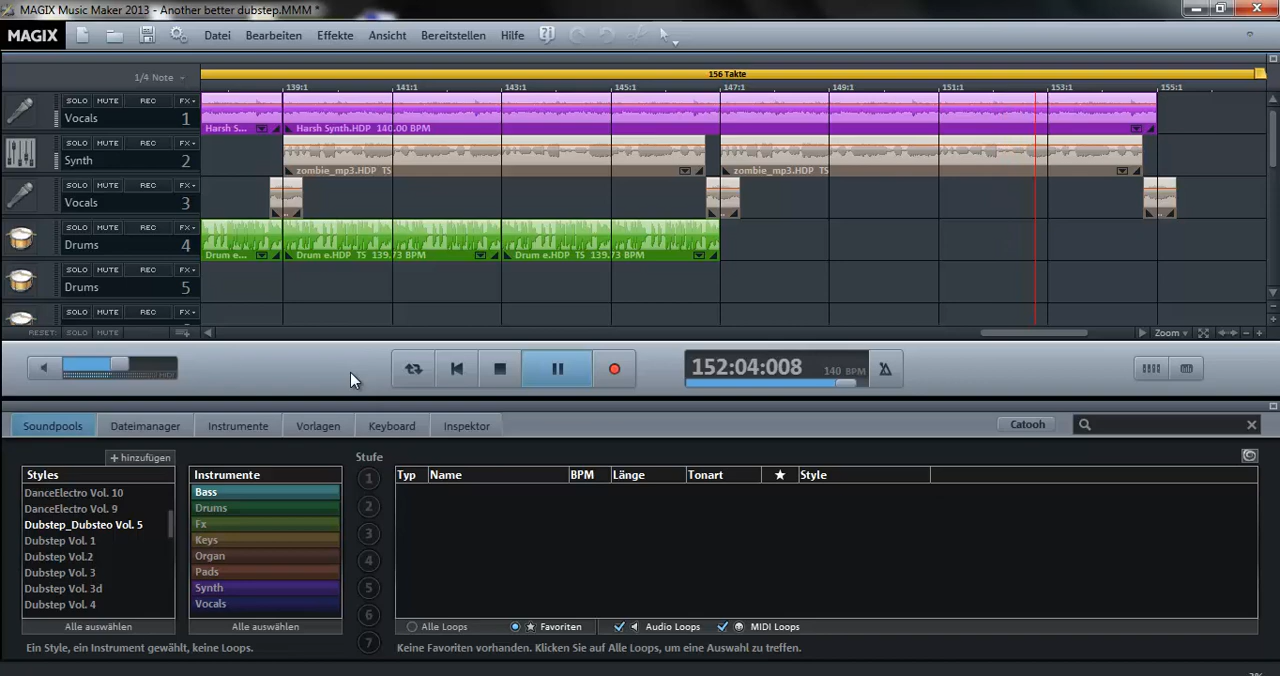 MAGIX Music Maker 2013 - Another better dubstep.MMM *
MAGIX Datei Bearbeiten Effekte Ansicht Bereitstellen Hilfe
156 Takte
1/4 Note 139:1 141:1 143:1 145:1 147:1 149:1 151:1 153:1 155:1
SOLO MUTE REC FX
Vocals 1
Harsh S... Harsh Synth.HDP 140.00 BPM
SOLO MUTE REC FX
Synth 2
zombie_mp3.HDP TS zombie_mp3.HDP TS
SOLO MUTE REC FX
Vocals 3
.. .. ..
SOLO MUTE REC FX
Drums 4
Drum e... Drum e.HDP TS 139.73 BPM Drum e.HDP TS 139.73 BPM
SOLO MUTE REC FX
Drums 5
SOLO MUTE REC FX
RESET: SOLO MUTE Zoom
MIDI 152:04:008 140 BPM
Soundpools Dateimanager Instrumente Vorlagen Keyboard Inspektor Catooh
+ hinzufügen Stufe
Styles Instrumente Typ Name BPM Länge Tonart ★ Style
DanceElectro Vol. 10
DanceElectro Vol. 9
Dubstep_Dubsteo Vol. 5
Dubstep Vol. 1
Dubstep Vol.2
Dubstep Vol. 3
Dubstep Vol. 3d
Dubstep Vol. 4
Alle auswählen
Bass
Drums
Fx
Keys
Organ
Pads
Synth
Vocals
Alle auswählen
1
2
3
4
5
6
7
Alle Loops ★ Favoriten Audio Loops MIDI Loops
Ein Style, ein Instrument gewählt, keine Loops.
Keine Favoriten vorhanden. Klicken Sie auf Alle Loops, um eine Auswahl zu treffen.